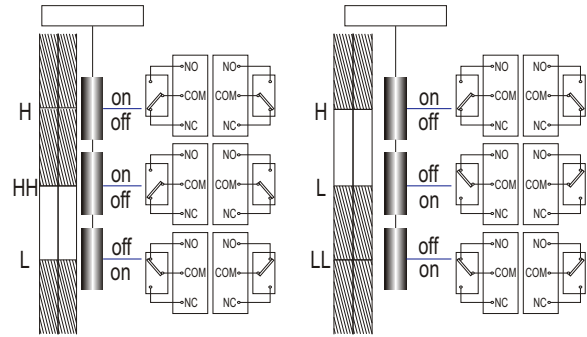 NO NO NO NO
on H COM COM on H COM COM
off NC NC off NC NC
NO NO NO NO
on HH COM COM off L COM COM
off NC NC on NC NC
NO NO NO NO
off L COM COM off LL COM COM
on NC NC on NC NC